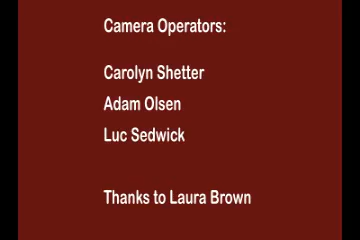 Camera Operators:
Carolyn Shetter
Adam Olsen
Luc Sedwick
Thanks to Laura Brown